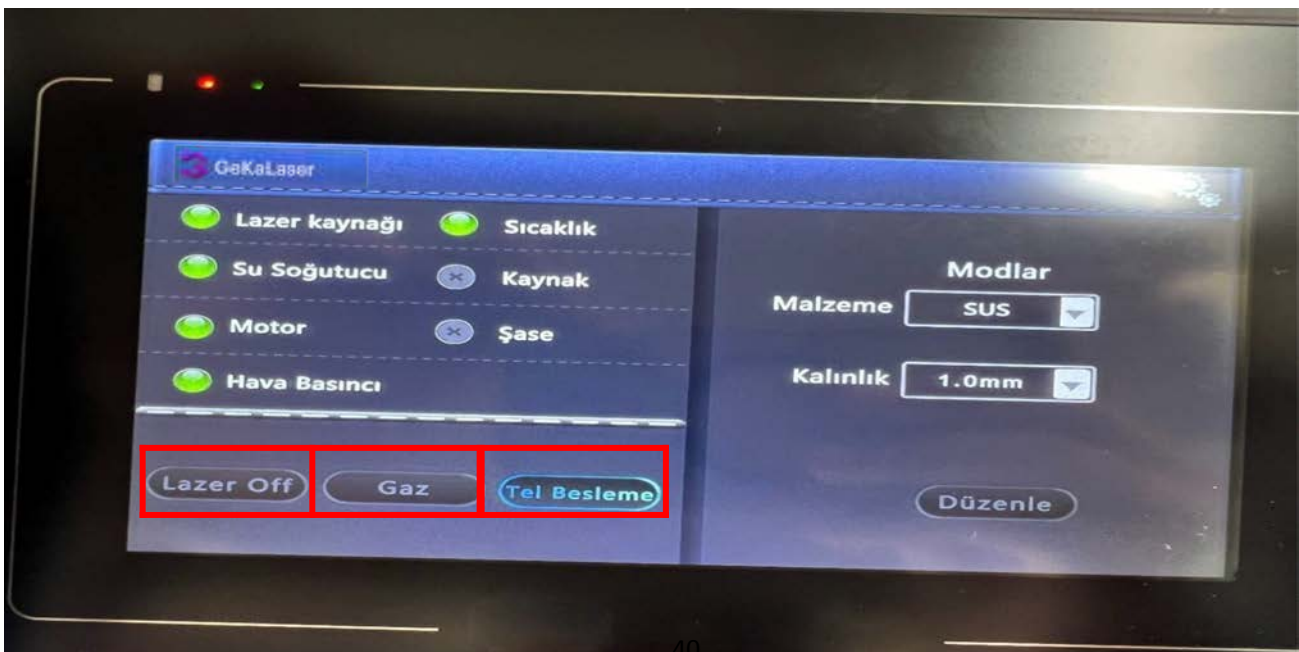 GeKaLaser
Lazer kaynağı Sıcaklık
Su Soğutucu Kaynak
Motor Şase
Hava Basıncı
Lazer Off Gaz Tel Besleme
Modlar
Malzeme SUS
Kalınlık 1.0mm
Düzenle
40